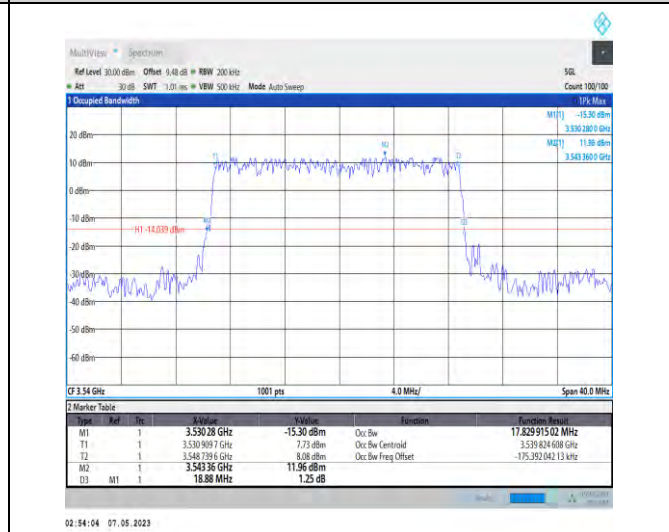 MultiView Spectrum
Ref Level 30.00 dBm Offset 9.48 dB RBW 200 kHz SGL
Att 30 dB SWT 1.01 ms VBW 500 kHz Mode Auto Sweep Count 100/100
1 Occupied Bandwidth 1Pk Max
M1[1] -15.30 dBm
3.530 280 0 GHz
M2[1] 11.96 dBm
3.543 360 0 GHz
20 dBm
T1 M2 T2
10 dBm
0 dBm
-10 dBm
H1 -14.039 dBm
-20 dBm
-30 dBm
-40 dBm
-50 dBm
-60 dBm
CF 3.54 GHz 1001 pts 4.0 MHz/ Span 40.0 MHz
2 Marker Table
Type Ref Trc X-Value Y-Value Function Function Result
M1 1 3.530 28 GHz -15.30 dBm Occ Bw 17.829 915 02 MHz
T1 1 3.530 909 7 GHz 7.73 dBm Occ Bw Centroid 3.539 824 608 GHz
T2 1 3.548 739 6 GHz 8.08 dBm Occ Bw Freq Offset -175.392 042 13 kHz
M2 1 3.543 36 GHz 11.96 dBm
D3 M1 1 18.88 MHz 1.25 dB
02:54:04 07.05.2023